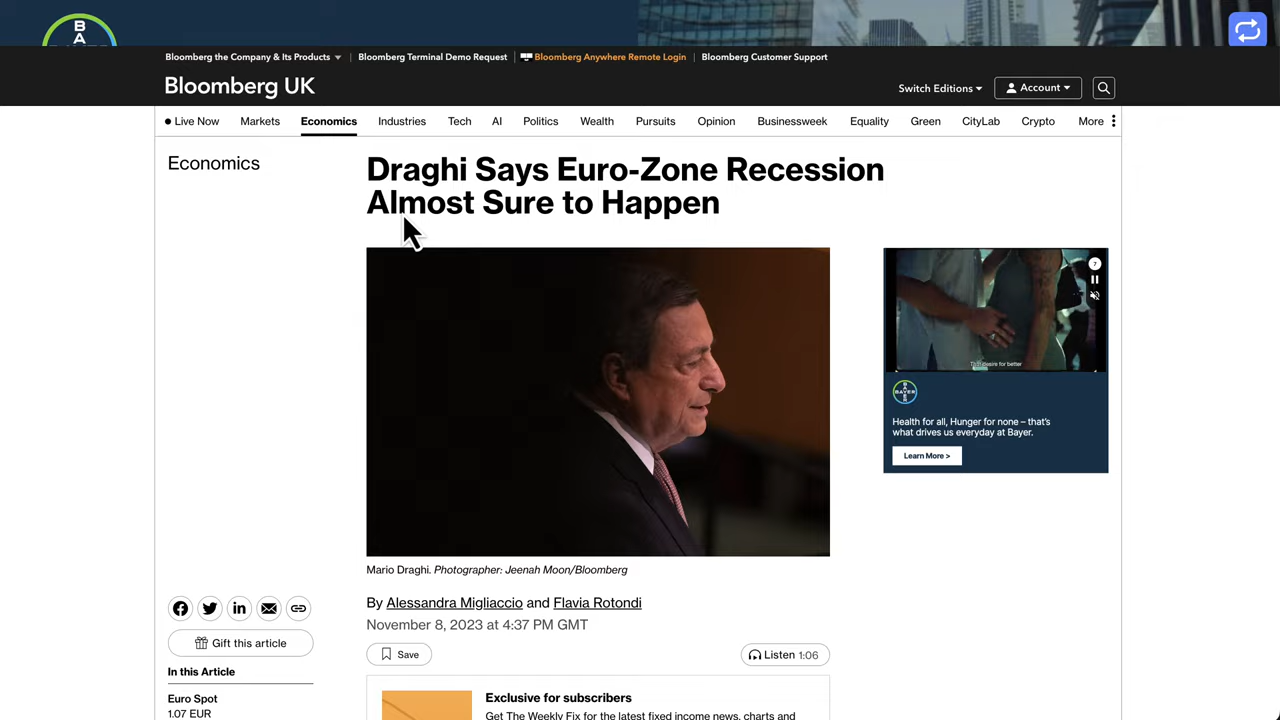 BAYER
Bloomberg the Company & Its Products
Bloomberg Terminal Demo Request
Bloomberg Anywhere Remote Login
Bloomberg Customer Support
Bloomberg UK
Switch Editions
Account
Live Now
Markets
Economics
Industries
Tech
AI
Politics
Wealth
Pursuits
Opinion
Businessweek
Equality
Green
CityLab
Crypto
More
Economics
Draghi Says Euro-Zone Recession
Almost Sure to Happen
7
BAYER
Health for all, Hunger for none – that's
what drives us everyday at Bayer.
Learn More >
Mario Draghi. Photographer: Jeenah Moon/Bloomberg
By Alessandra Migliaccio and Flavia Rotondi
November 8, 2023 at 4:37 PM GMT
Save
Listen 1:06
Gift this article
In this Article
Euro Spot
1.07 EUR
Exclusive for subscribers
Get The Weekly Fix for the latest fixed income news, charts and